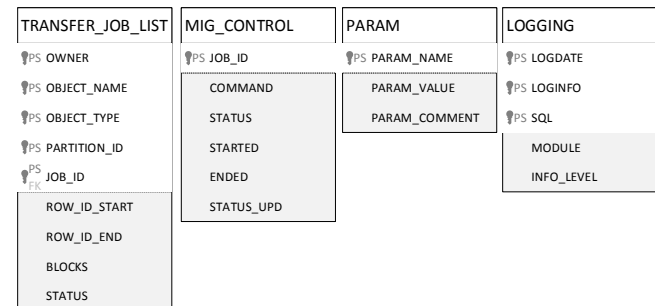 TRANSFER_JOB_LIST
PS OWNER
PS OBJECT_NAME
PS OBJECT_TYPE
PS PARTITION_ID
PS FK JOB_ID
ROW_ID_START
ROW_ID_END
BLOCKS
STATUS
MIG_CONTROL
PS JOB_ID
COMMAND
STATUS
STARTED
ENDED
STATUS_UPD
PARAM
PS PARAM_NAME
PARAM_VALUE
PARAM_COMMENT
LOGGING
PS LOGDATE
PS LOGINFO
PS SQL
MODULE
INFO_LEVEL